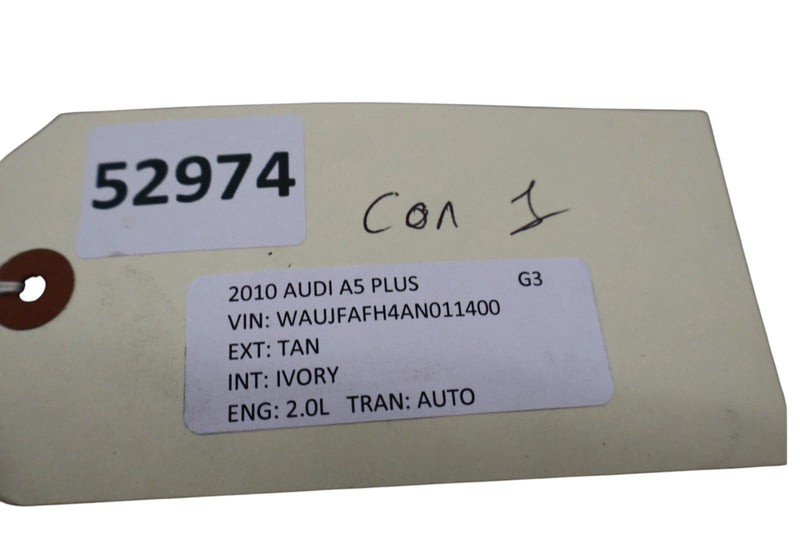 52974
Con 1
2010 AUDI A5 PLUS G3
VIN: WAUJFAFH4AN011400
EXT: TAN
INT: IVORY
ENG: 2.0L TRAN: AUTO